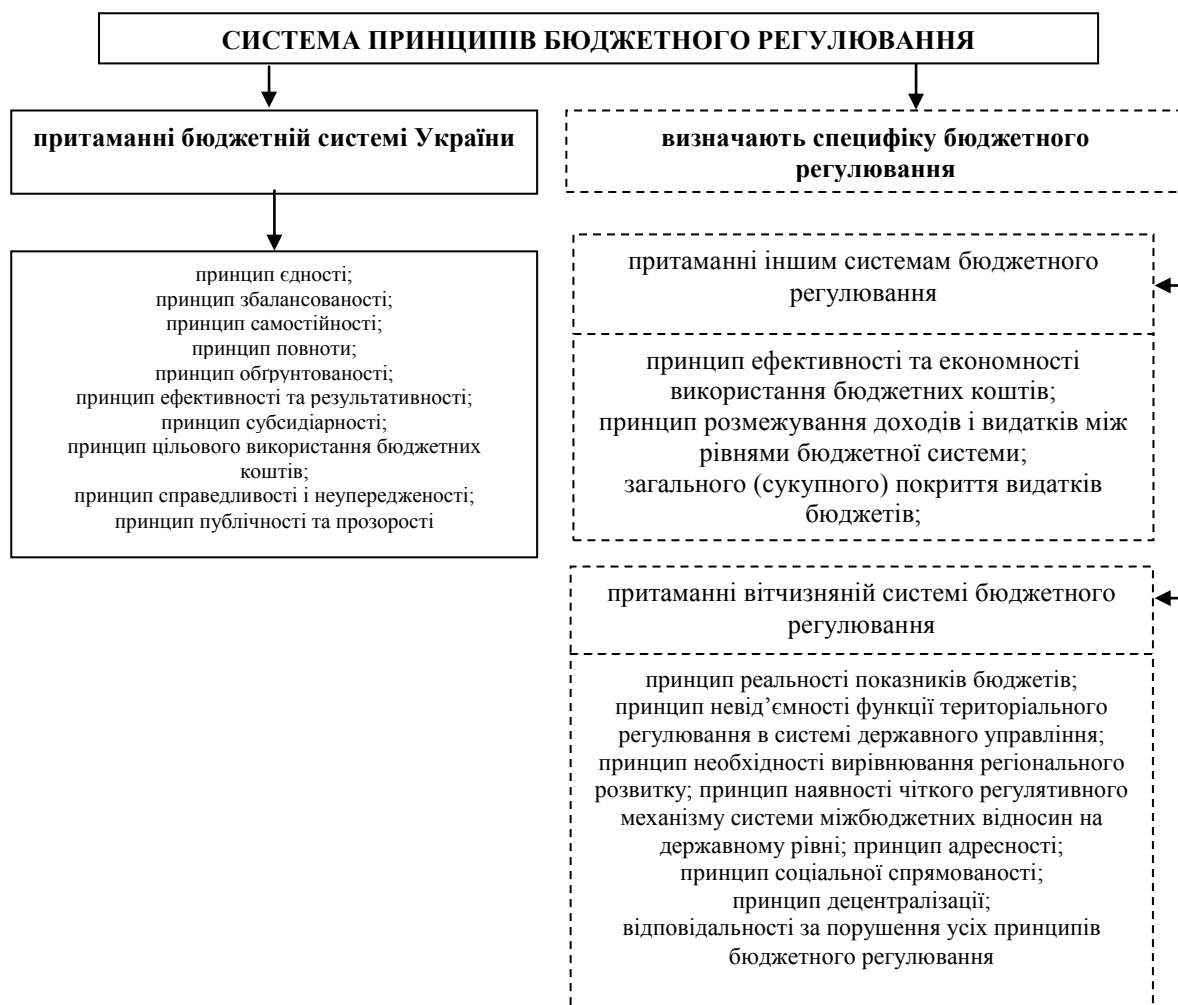 СИСТЕМА ПРИНЦИПІВ БЮДЖЕТНОГО РЕГУЛЮВАННЯ
притаманні бюджетній системі України
визначають специфіку бюджетного
регулювання
принцип єдності;
принцип збалансованості;
принцип самостійності;
принцип повноти;
принцип обґрунтованості;
принцип ефективності та результативності;
принцип субсидіарності;
принцип цільового використання бюджетних
коштів;
принцип справедливості і неупередженості;
принцип публічності та прозорості
притаманні іншим системам бюджетного
регулювання
принцип ефективності та економності
використання бюджетних коштів;
принцип розмежування доходів і видатків між
рівнями бюджетної системи;
загального (сукупного) покриття видатків
бюджетів;
притаманні вітчизняній системі бюджетного
регулювання
принцип реальності показників бюджетів;
принцип невід’ємності функції територіального
регулювання в системі державного управління;
принцип необхідності вирівнювання регіонального
розвитку; принцип наявності чіткого регулятивного
механізму системи міжбюджетних відносин на
державному рівні; принцип адресності;
принцип соціальної спрямованості;
принцип децентралізації;
відповідальності за порушення усіх принципів
бюджетного регулювання